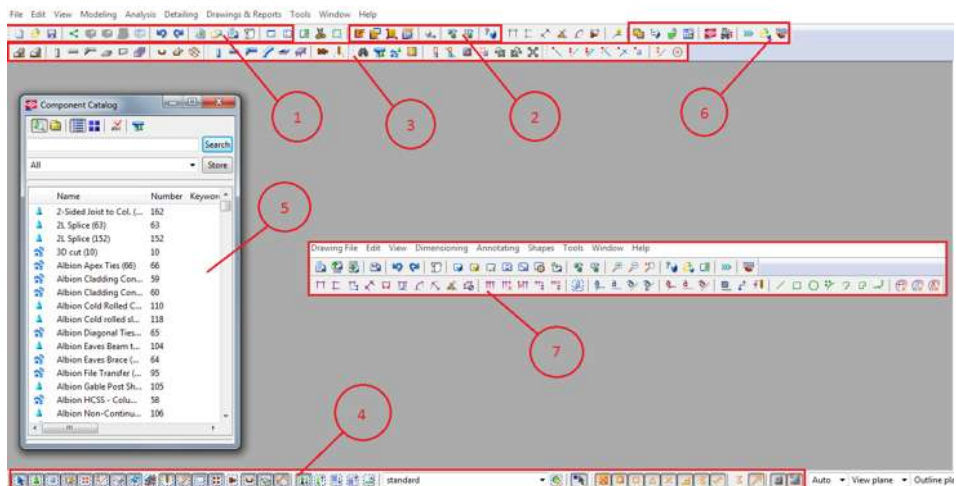 File Edit View Modeling Analysis Detailing Drawings & Reports Tools Window Help
1
3
2
6
Component Catalog
Search
All
Store
Name Number Keywor
2-Sided Joist to Col. (... 162
2L Splice (63) 63
2L Splice (152) 152
3D cut (10) 10
Albion Apex Ties (66) 66
Albion Cladding Con... 59
Albion Cladding Con... 60
Albion Cold Rolled C... 110
Albion Cold rolled sl... 118
Albion Diagonal Ties... 65
Albion Eaves Beam t... 104
Albion Eaves Brace (... 64
Albion File Transfer (... 95
Albion Gable Post Sh... 105
Albion HCSS - Colu... 58
Albion Non-Continu... 106
5
Drawing File Edit View Dimensioning Annotating Shapes Tools Window Help
7
4
standard
Auto View plane Outline pla